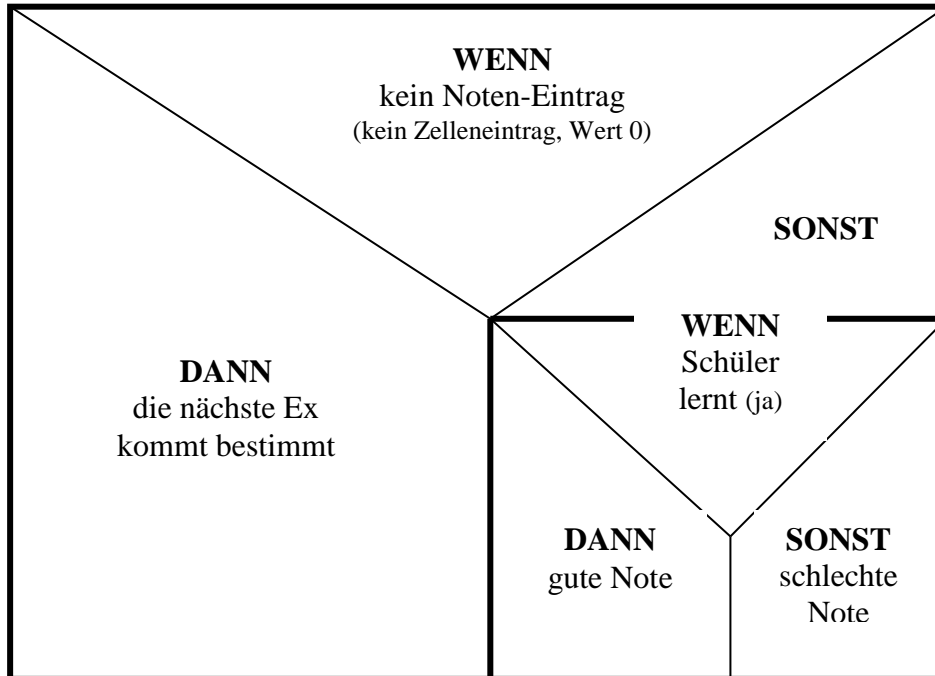 WENN
kein Noten-Eintrag
(kein Zelleneintrag, Wert 0)
SONST
DANN
die nächste Ex
kommt bestimmt
WENN
Schüler
lernt (ja)
DANN
gute Note
SONST
schlechte
Note